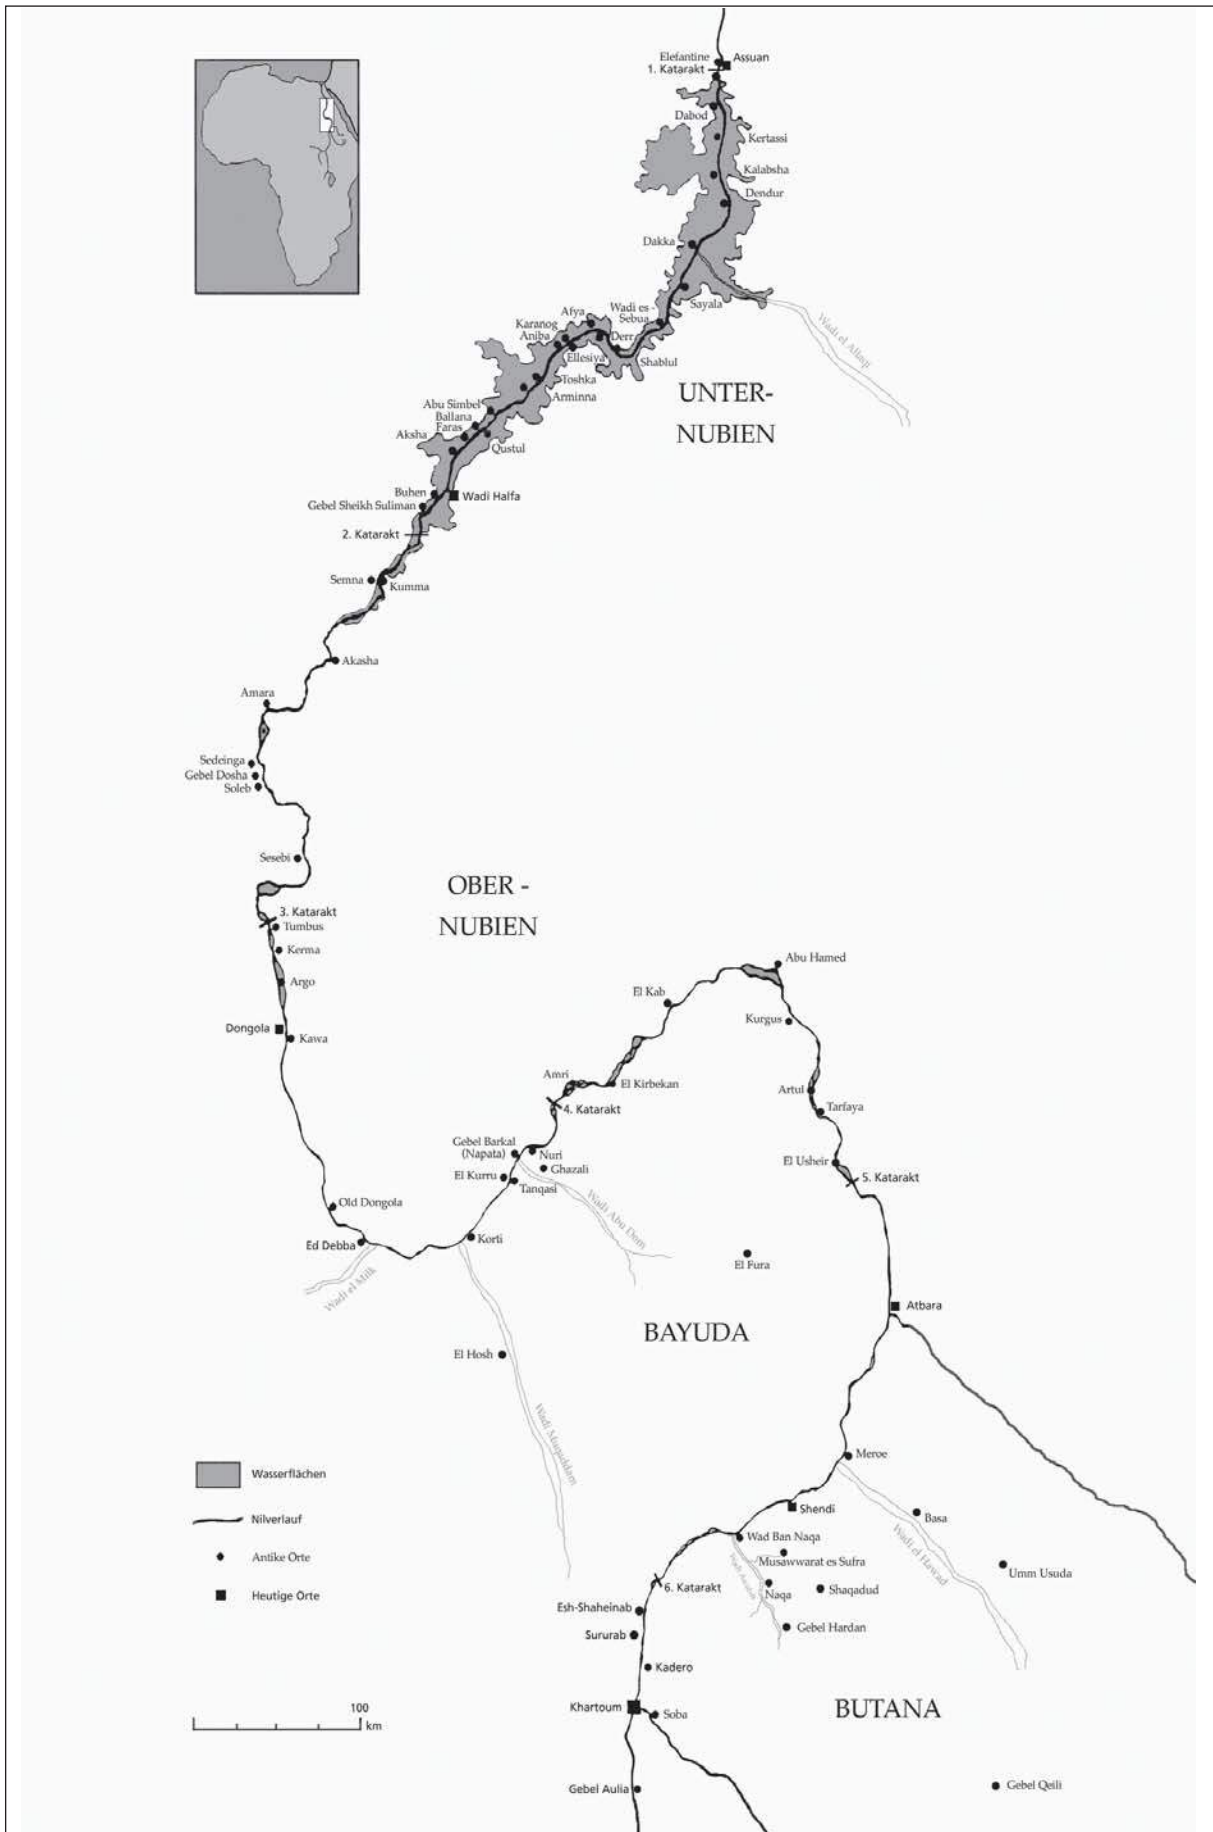 Elefantine
Assuan
1. Katarakt
Dabod
Kertassi
Kalabsha
Dendur
Dakka
Sayala
Wadi es -
Sebua
Wadi el Allaqi
Afya
Karanog
Aniba
Derr
Ellesiya
Shablul
Toshka
Arminna
UNTER-
NUBIEN
Abu Simbel
Ballana
Faras
Aksha
Qustul
Buhen
Wadi Halfa
Gebel Sheikh Suliman
2. Katarakt
Semna
Kumma
Akasha
Amara
Sedeinga
Gebel Dosha
Soleb
Sesebi
OBER -
NUBIEN
3. Katarakt
Tumbus
Kerma
Argo
Dongola
Kawa
Abu Hamed
El Kab
Kurgus
Amri
El Kirbekan
Artul
4. Katarakt
Tarfaya
Gebel Barkal
(Napata)
Nuri
Ghazali
El Usheir
El Kurru
Tanqasi
5. Katarakt
Wadi Abu Dom
Old Dongola
Ed Debba
Korti
El Fura
Wadi el Milk
Atbara
BAYUDA
El Hosh
Wadi Muqaddam
Meroe
Wasserflächen
Nilverlauf
Antike Orte
Heutige Orte
Shendi
Basa
Wadi el Hawad
Wad Ban Naqa
Musawwarat es Sufra
Umm Usuda
6. Katarakt
Naqa
Shaqadud
Wadi Awatib
Esh-Shaheinab
Gebel Hardan
Sururab
Kadero
100
km
Khartoum
Soba
BUTANA
Gebel Aulia
Gebel Qeili